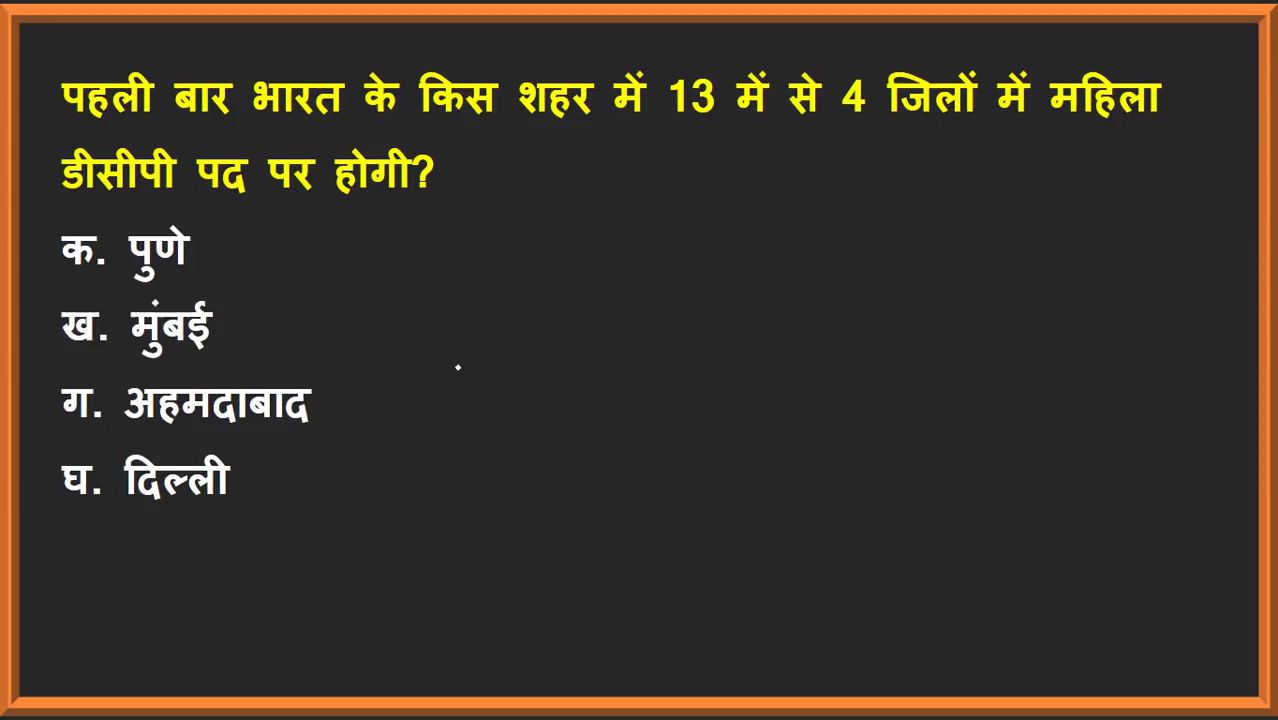 पहली बार भारत के किस शहर में 13 में से 4 जिलों में महिला
डीसीपी पद पर होगी?
क. पुणे
ख. मुंबई
ग. अहमदाबाद
घ. दिल्ली